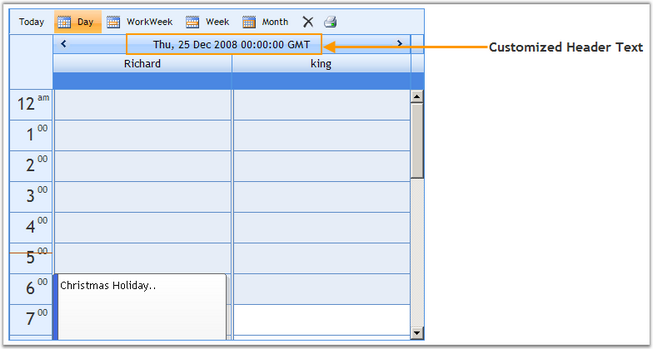 Today Day WorkWeek Week Month
Thu, 25 Dec 2008 00:00:00 GMT
Customized Header Text
Richard king
12 am
1 00
2 00
3 00
4 00
5 00
6 00
Christmas Holiday..
7 00